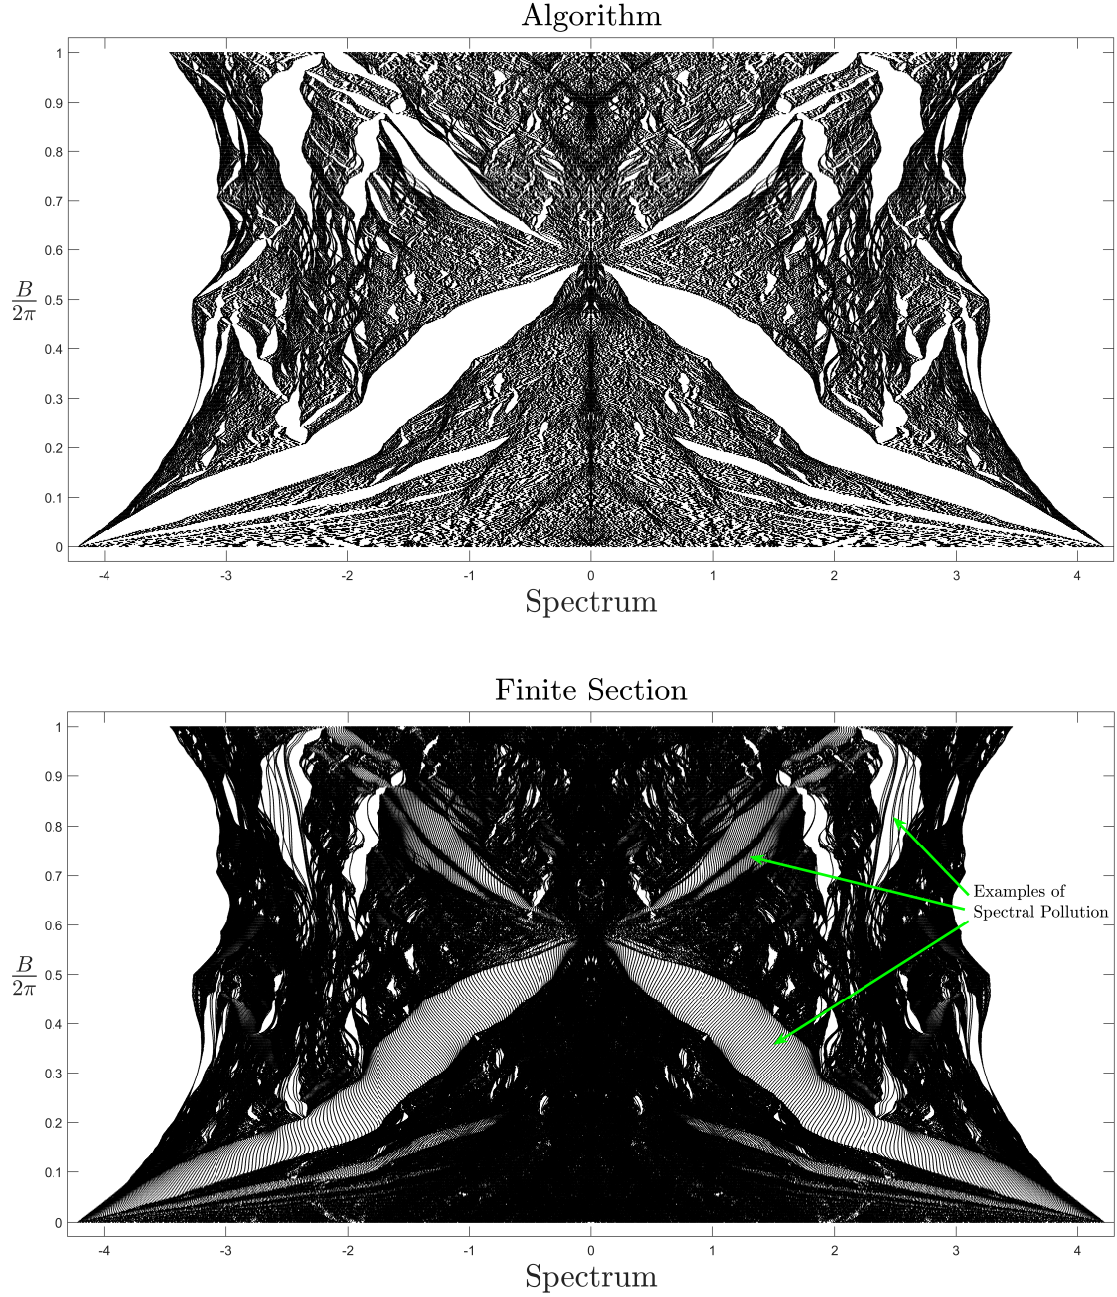 Algorithm
1
0.9
0.8
0.7
0.6
0.5
0.4
0.3
0.2
0.1
0
B
2π
-4 -3 -2 -1 0 1 2 3 4
Spectrum
Finite Section
1
0.9
0.8
0.7
0.6
0.5
0.4
0.3
0.2
0.1
0
B
2π
Examples of
Spectral Pollution
-4 -3 -2 -1 0 1 2 3 4
Spectrum